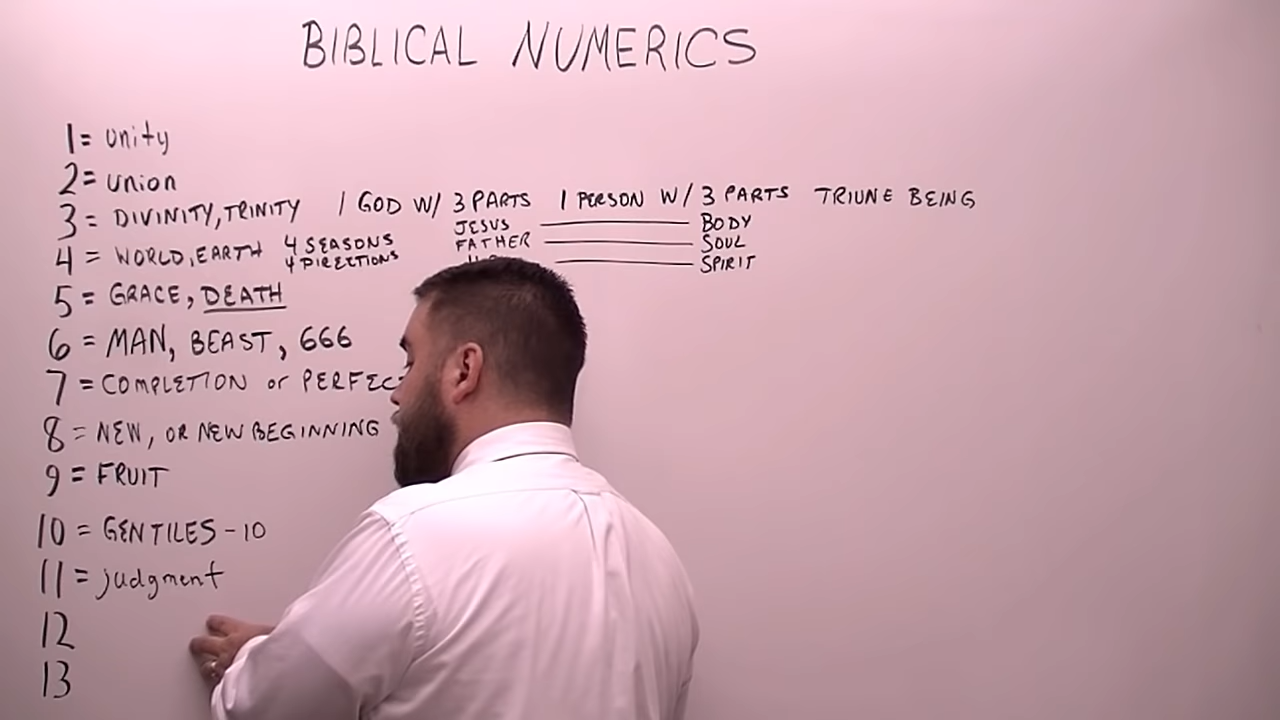 BIBLICAL NUMERICS
1 = unity
2 = union
3 = DIVINITY, TRINITY 1 GOD W/ 3 PARTS 1 PERSON W/ 3 PARTS TRIUNE BEING
JESUS BODY
FATHER SOUL
SPIRIT
4 = WORLD, EARTH 4 SEASONS
4 DIRECTIONS
5 = GRACE, DEATH
6 = MAN, BEAST, 666
7 = COMPLETION or
8 = NEW, OR NEW BEGINNING
9 = FRUIT
10 = GENTILES - 10
11 = judgment
12
13